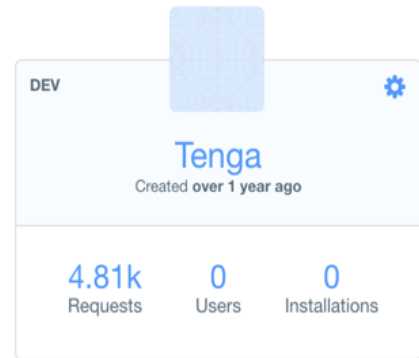 DEV
Tenga
Created over 1 year ago
4.81k 0 0
Requests Users Installations